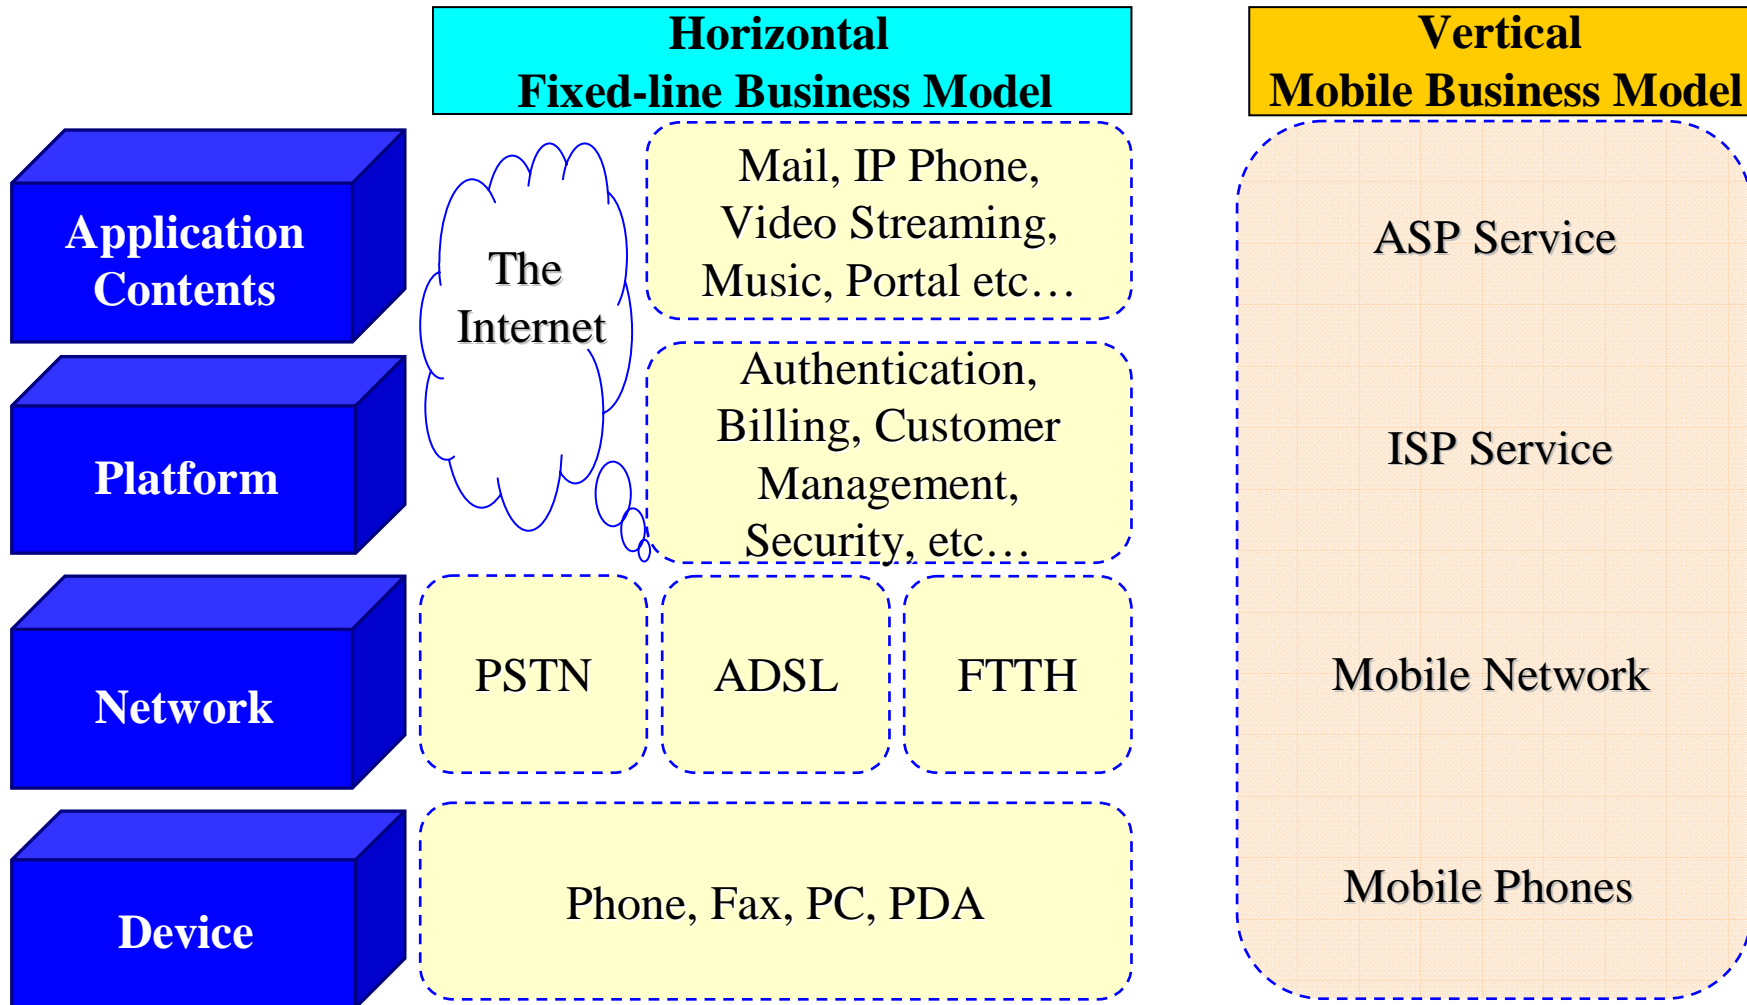 Horizontal
Fixed-line Business Model
Vertical
Mobile Business Model
Application
Contents
The
Internet
Mail, IP Phone,
Video Streaming,
Music, Portal etc…
ASP Service
Platform
Authentication,
Billing, Customer
Management,
Security, etc…
ISP Service
Network
PSTN
ADSL
FTTH
Mobile Network
Device
Phone, Fax, PC, PDA
Mobile Phones